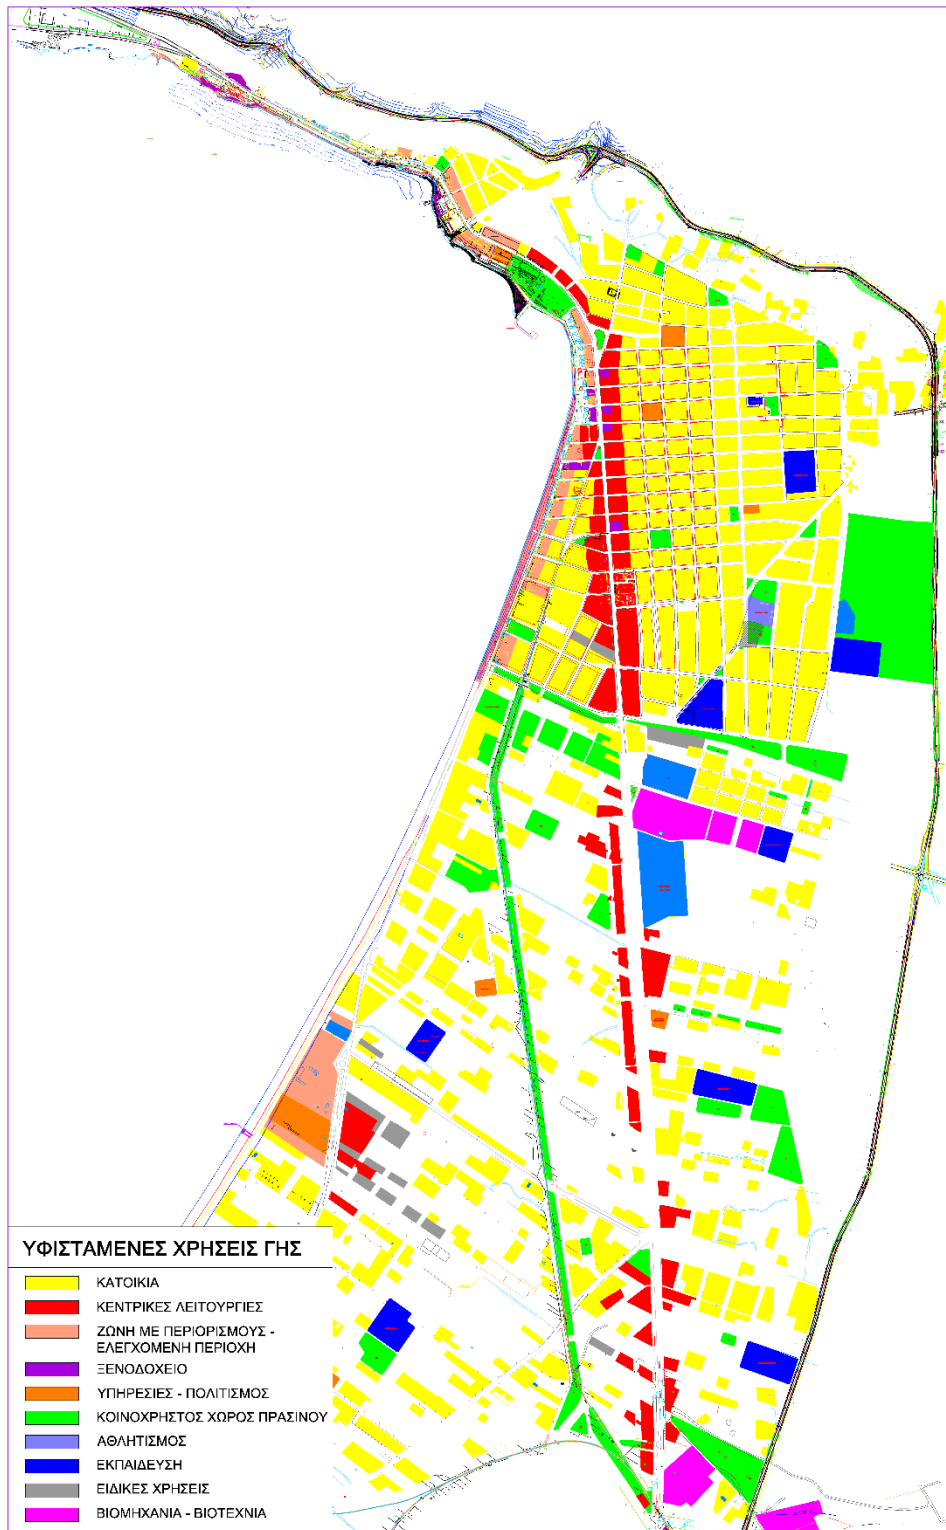 ΥΦΙΣΤΑΜΕΝΕΣ ΧΡΗΣΕΙΣ ΓΗΣ
ΚΑΤΟΙΚΙΑ
ΚΕΝΤΡΙΚΕΣ ΛΕΙΤΟΥΡΓΙΕΣ
ΖΩΝΗ ΜΕ ΠΕΡΙΟΡΙΣΜΟΥΣ -
ΕΛΕΓΧΟΜΕΝΗ ΠΕΡΙΟΧΗ
ΞΕΝΟΔΟΧΕΙΟ
ΥΠΗΡΕΣΙΕΣ - ΠΟΛΙΤΙΣΜΟΣ
ΚΟΙΝΟΧΡΗΣΤΟΣ ΧΩΡΟΣ ΠΡΑΣΙΝΟΥ
ΑΘΛΗΤΙΣΜΟΣ
ΕΚΠΑΙΔΕΥΣΗ
ΕΙΔΙΚΕΣ ΧΡΗΣΕΙΣ
ΒΙΟΜΗΧΑΝΙΑ - ΒΙΟΤΕΧΝΙΑ